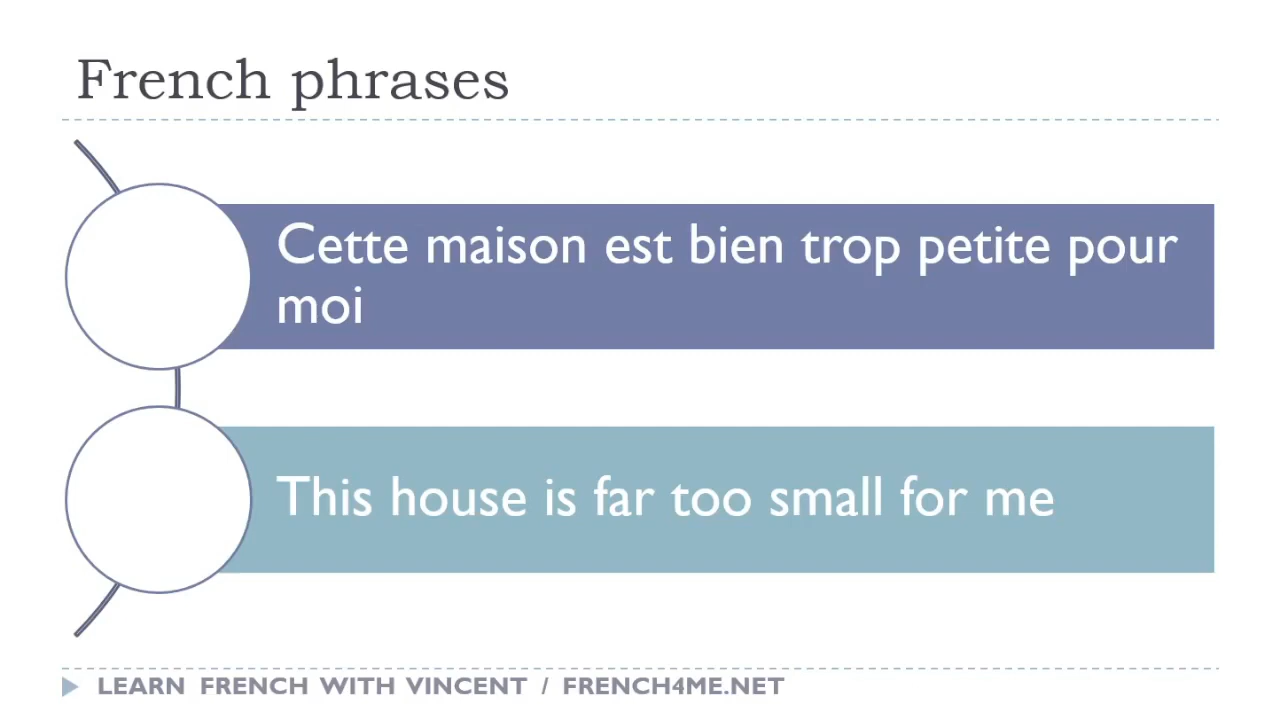 French phrases
Cette maison est bien trop petite pour
moi
This house is far too small for me
LEARN FRENCH WITH VINCENT / FRENCH4ME.NET